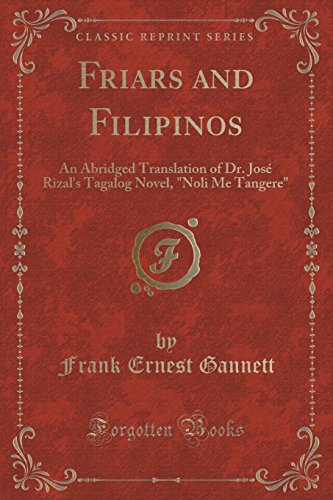 CLASSIC REPRINT SERIES
FRIARS AND
FILIPINOS
An Abridged Translation of Dr. José
Rizal's Tagalog Novel, "Noli Me Tangere"
F
by
Frank Ernest Gannett
Forgotten Books